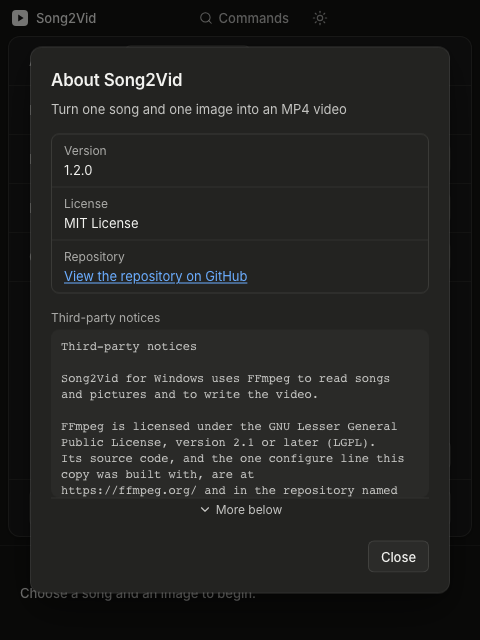 Song2Vid
Commands
About Song2Vid
Turn one song and one image into an MP4 video
Version
1.2.0
License
MIT License
Repository
View the repository on GitHub
Third-party notices
Third-party notices
Song2Vid for Windows uses FFmpeg to read songs
and pictures and to write the video.
FFmpeg is licensed under the GNU Lesser General
Public License, version 2.1 or later (LGPL).
Its source code, and the one configure line this
copy was built with, are at
https://ffmpeg.org/ and in the repository named
More below
Close
Choose a song and an image to begin.